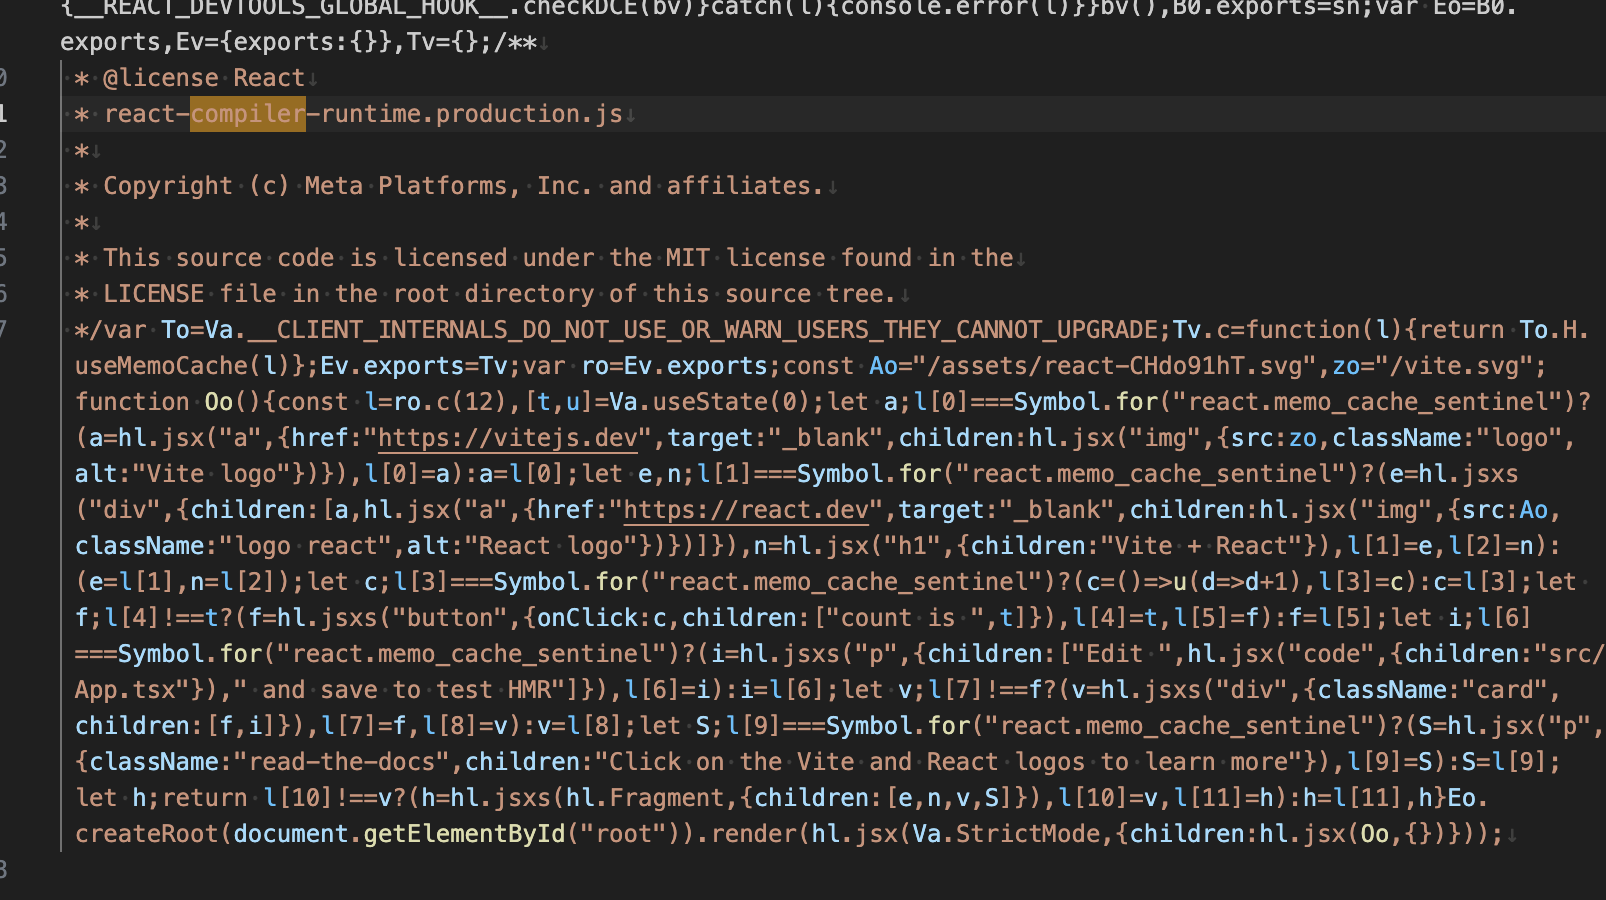 {__REACT_DEVTOOLS_GLOBAL_HOOK__.checkDCE(bv)}catch(l){console.error(l)}}bv(),B0.exports=sn;var Eo=B0.
exports,Ev={exports:{}},Tv={};/**
0 * @license React
1 * react-compiler-runtime.production.js
2 *
3 * Copyright (c) Meta Platforms, Inc. and affiliates.
4 *
5 * This source code is licensed under the MIT license found in the
6 * LICENSE file in the root directory of this source tree.
7 */var To=Va.__CLIENT_INTERNALS_DO_NOT_USE_OR_WARN_USERS_THEY_CANNOT_UPGRADE;Tv.c=function(l){return To.H.
useMemoCache(l)};Ev.exports=Tv;var ro=Ev.exports;const Ao="/assets/react-CHdo91hT.svg",zo="/vite.svg";
function Oo(){const l=ro.c(12),[t,u]=Va.useState(0);let a;l[0]===Symbol.for("react.memo_cache_sentinel")?
(a=hl.jsx("a",{href:"https://vitejs.dev",target:"_blank",children:hl.jsx("img",{src:zo,className:"logo",
alt:"Vite logo"})}),l[0]=a):a=l[0];let e,n;l[1]===Symbol.for("react.memo_cache_sentinel")?(e=hl.jsxs
("div",{children:[a,hl.jsx("a",{href:"https://react.dev",target:"_blank",children:hl.jsx("img",{src:Ao,
className:"logo react",alt:"React logo"})})]}),n=hl.jsx("h1",{children:"Vite + React"}),l[1]=e,l[2]=n):
(e=l[1],n=l[2]);let c;l[3]===Symbol.for("react.memo_cache_sentinel")?(c=()=>u(d=>d+1),l[3]=c):c=l[3];let
f;l[4]!==t?(f=hl.jsxs("button",{onClick:c,children:["count is ",t]}),l[4]=t,l[5]=f):f=l[5];let i;l[6]
===Symbol.for("react.memo_cache_sentinel")?(i=hl.jsxs("p",{children:["Edit ",hl.jsx("code",{children:"src/
App.tsx"})," and save to test HMR"]}),l[6]=i):i=l[6];let v;l[7]!==f?(v=hl.jsxs("div",{className:"card",
children:[f,i]}),l[7]=f,l[8]=v):v=l[8];let S;l[9]===Symbol.for("react.memo_cache_sentinel")?(S=hl.jsx("p",
{className:"read-the-docs",children:"Click on the Vite and React logos to learn more"}),l[9]=S):S=l[9];
let h;return l[10]!==v?(h=hl.jsxs(hl.Fragment,{children:[e,n,v,S]}),l[10]=v,l[11]=h):h=l[11],h}Eo.
createRoot(document.getElementById("root")).render(hl.jsx(Va.StrictMode,{children:hl.jsx(Oo,{})}));
8